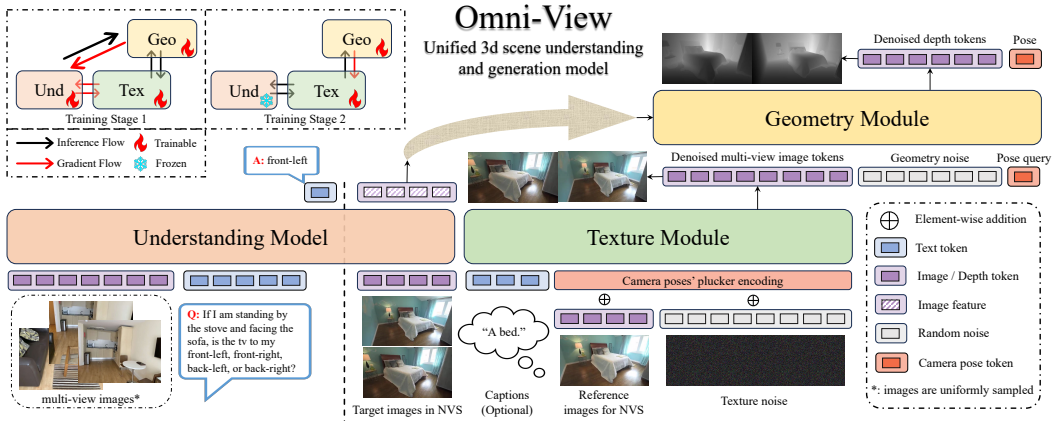 Omni-View
Unified 3d scene understanding
and generation model
Geo
Und
Tex
Training Stage 1
Geo
Und
Tex
Training Stage 2
Inference Flow
Trainable
Gradient Flow
Frozen
Denoised depth tokens
Pose
Geometry Module
A: front-left
Denoised multi-view image tokens
Geometry noise
Pose query
Understanding Model
Texture Module
Camera poses' plucker encoding
Q: If I am standing by
the stove and facing the
sofa, is the tv to my
front-left, front-right,
back-left, or back-right?
multi-view images*
Target images in NVS
"A bed."
Captions
(Optional)
Reference
images for NVS
Texture noise
Element-wise addition
Text token
Image / Depth token
Image feature
Random noise
Camera pose token
*: images are uniformly sampled